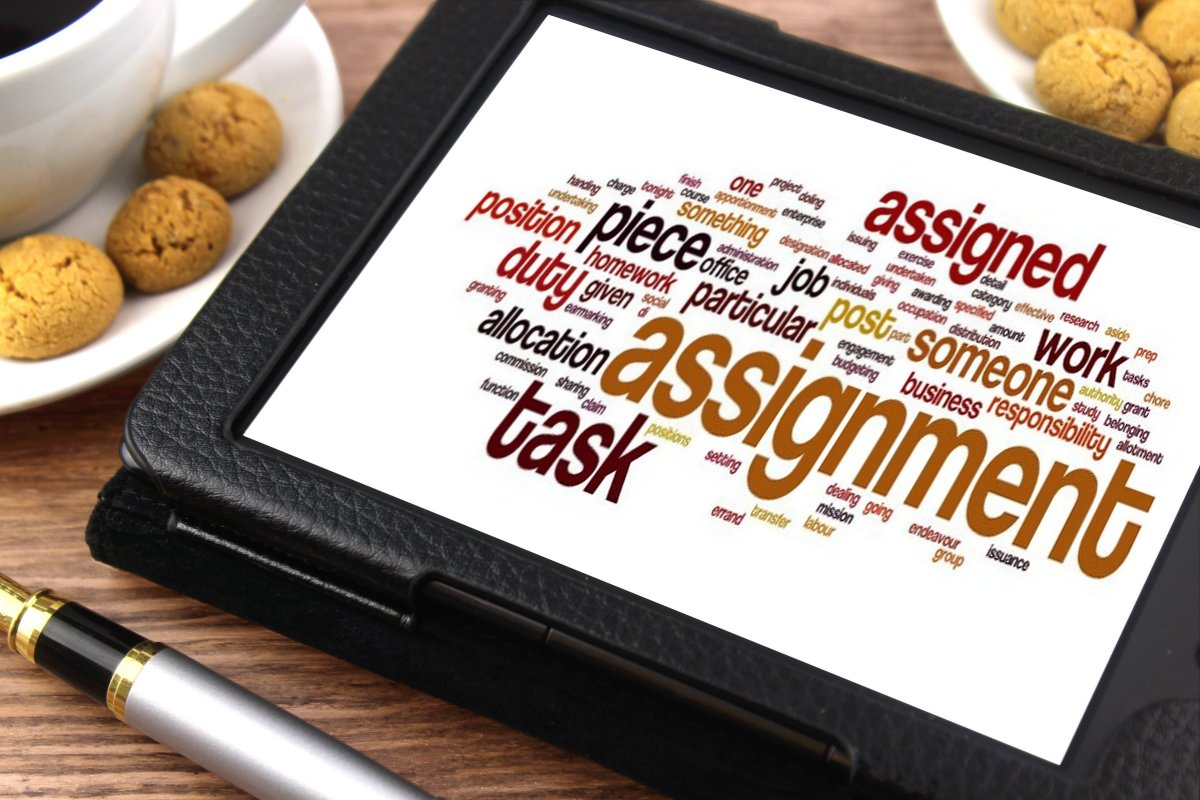 finish
one
project
doling
handing
charge
tonight
course
apportionment
enterprise
undertaking
something
issuing
assigned
position
piece
administration
designation
allocated
exercise
homework
office
job
giving
undertaken
detail
duty
given
social
individuals
awarding
specified
category
effective
research
aside
prep
granting
earmarking
di
particular
post
part
occupation
distribution
amount
work
tasks
chore
allocation
assignment
engagement
budgeting
someone
authority
grant
commission
sharing
claim
business
responsibility
study
belonging
allotment
function
task
positions
setting
dealing
going
mission
errand
transfer
labour
endeavour
group
issuance